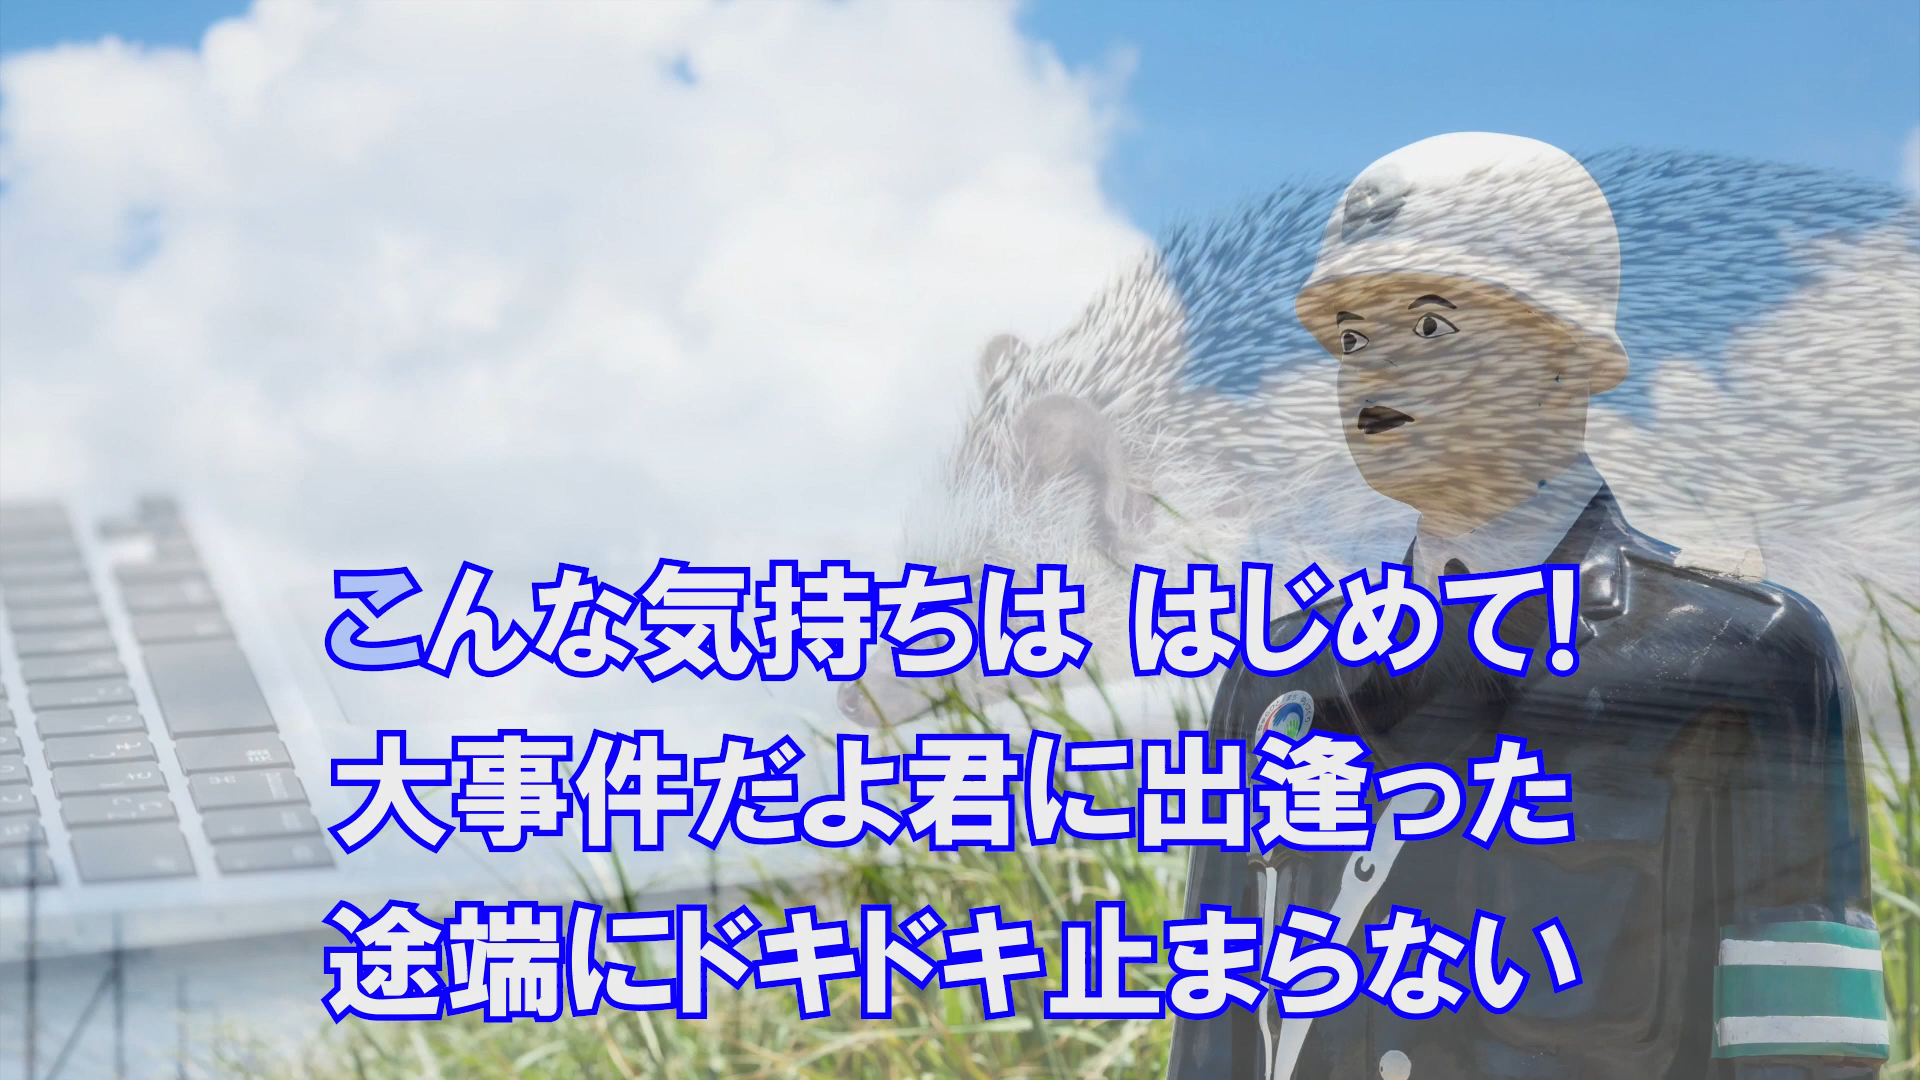 こんな気持ちは はじめて!
大事件だよ君に出逢った
途端にドキドキ止まらない